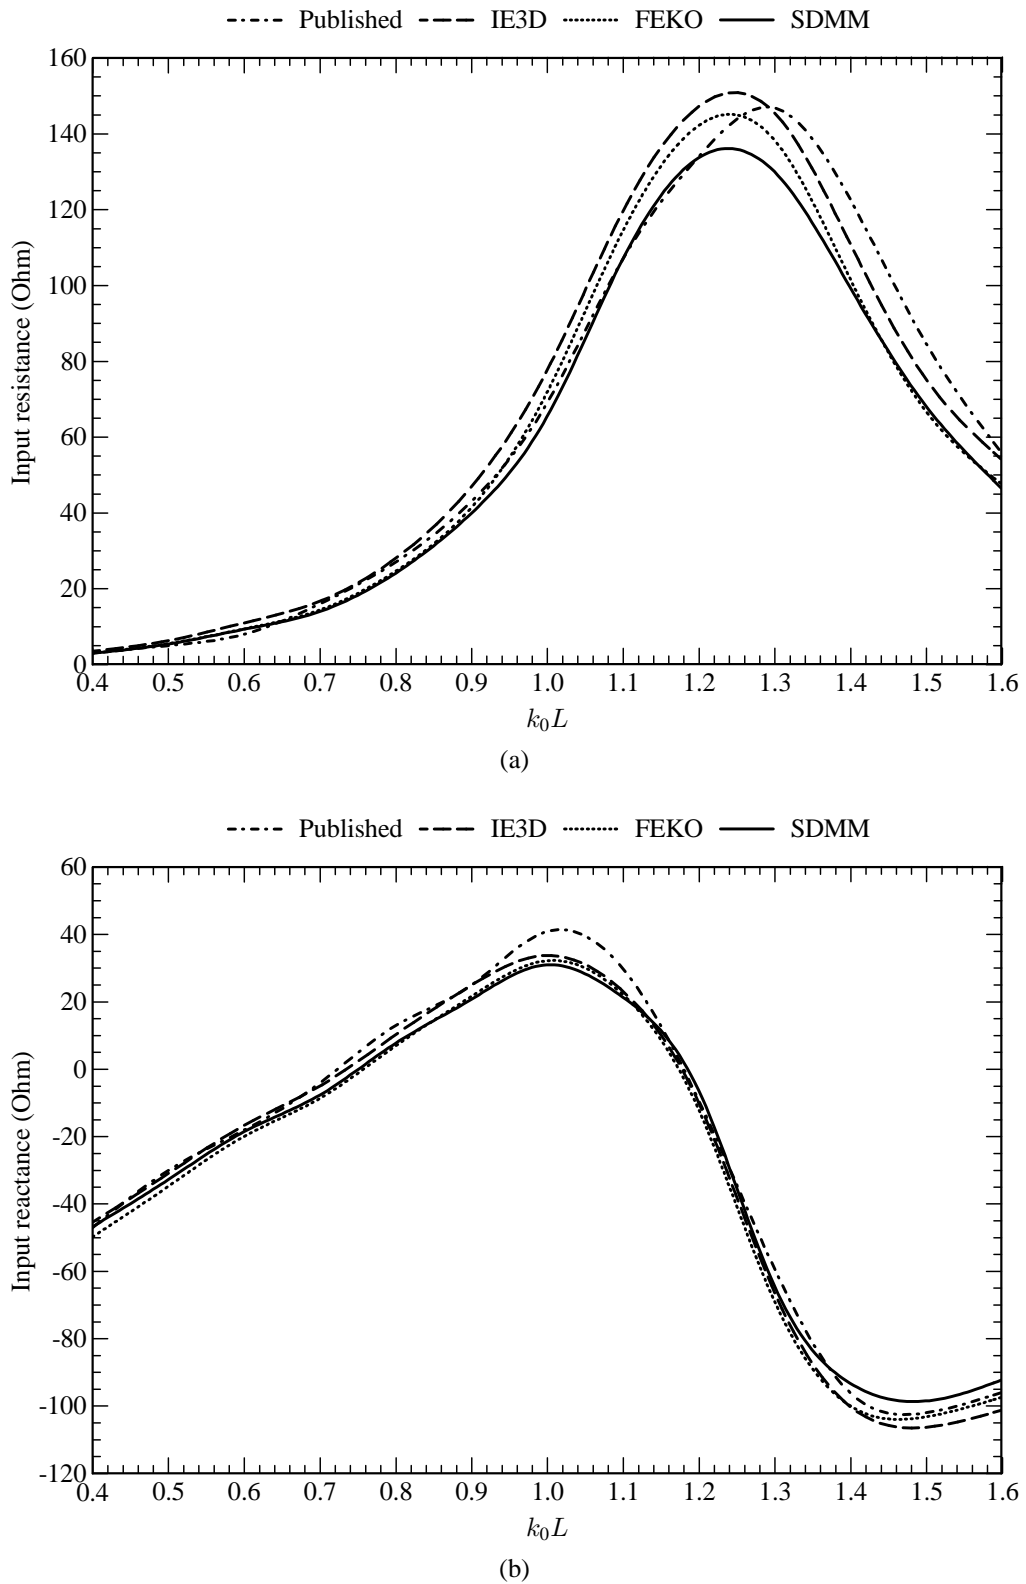 Published IE3D FEKO SDMM
160
140
120
100
80
60
40
20
0
Input resistance (Ohm)
0.4 0.5 0.6 0.7 0.8 0.9 1.0 1.1 1.2 1.3 1.4 1.5 1.6
k₀L
(a)
Published IE3D FEKO SDMM
60
40
20
0
-20
-40
-60
-80
-100
-120
Input reactance (Ohm)
0.4 0.5 0.6 0.7 0.8 0.9 1.0 1.1 1.2 1.3 1.4 1.5 1.6
k₀L
(b)